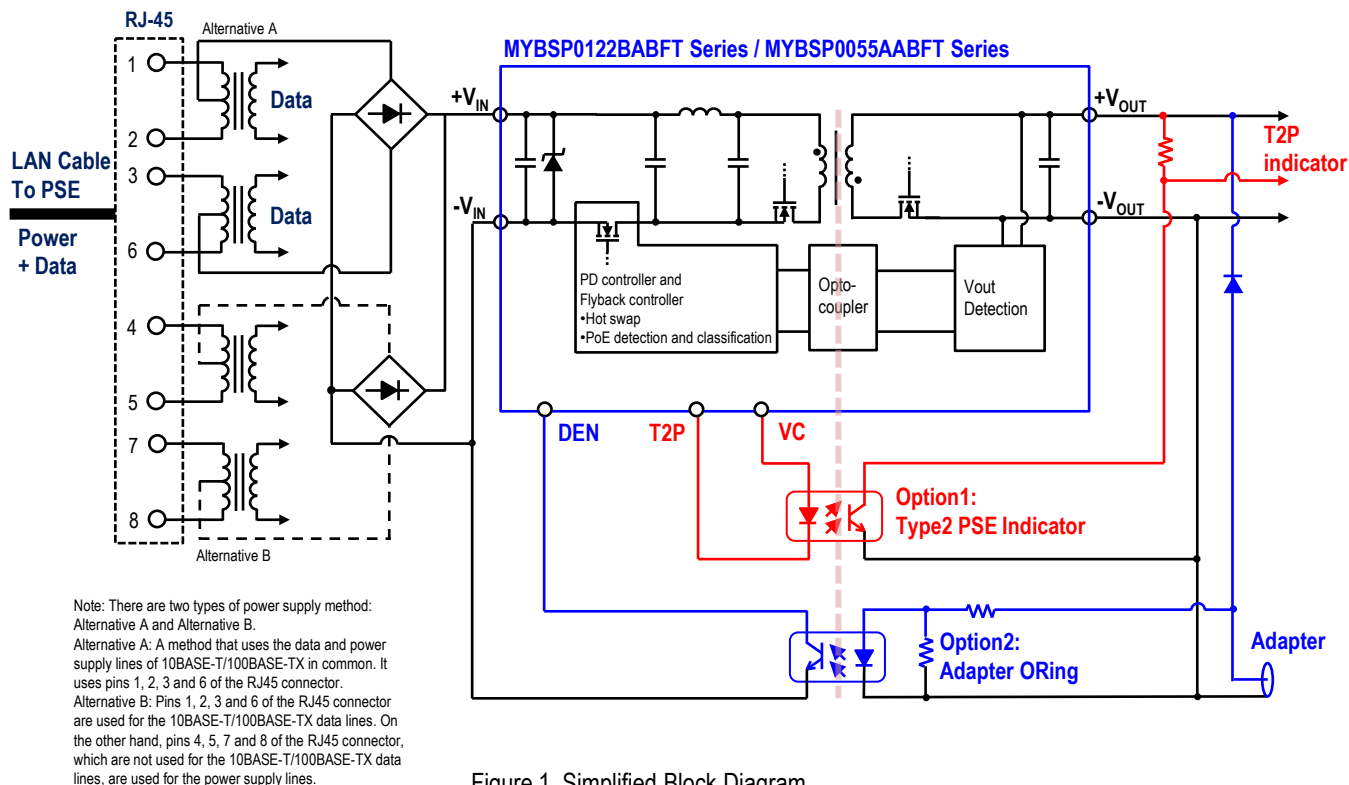 RJ-45
Alternative A
MYBSP0122BABFT Series / MYBSP0055AABFT Series
1
Data
2
+VIN
+VOUT
T2P
indicator
LAN Cable
To PSE
3
Data
-VIN
-VOUT
Power
+ Data
6
PD controller and
Flyback controller
•Hot swap
•PoE detection and classification
Opto-
coupler
Vout
Detection
4
5
7
8
DEN
T2P
VC
Option1:
Type2 PSE Indicator
Alternative B
Option2:
Adapter ORing
Adapter
Note: There are two types of power supply method:
Alternative A and Alternative B.
Alternative A: A method that uses the data and power
supply lines of 10BASE-T/100BASE-TX in common. It
uses pins 1, 2, 3 and 6 of the RJ45 connector.
Alternative B: Pins 1, 2, 3 and 6 of the RJ45 connector
are used for the 10BASE-T/100BASE-TX data lines. On
the other hand, pins 4, 5, 7 and 8 of the RJ45 connector,
which are not used for the 10BASE-T/100BASE-TX data
lines, are used for the power supply lines.
Figure 1. Simplified Block Diagram